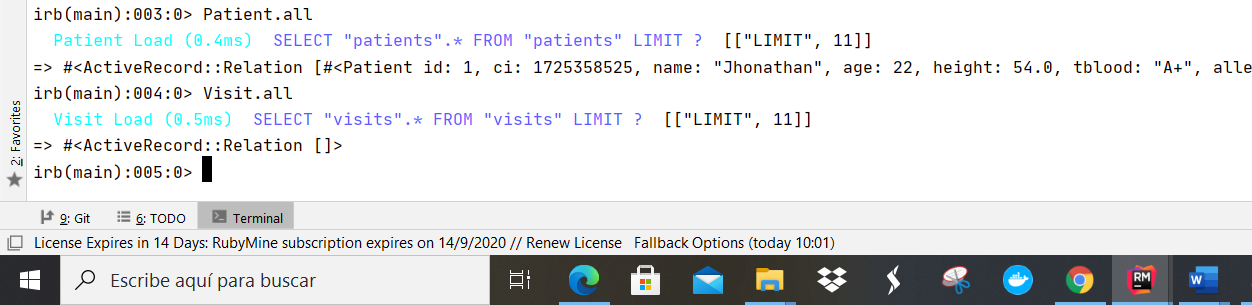 irb(main):003:0> Patient.all
Patient Load (0.4ms)  SELECT "patients".* FROM "patients" LIMIT ?  [["LIMIT", 11]]
=> #<ActiveRecord::Relation [#<Patient id: 1, ci: 1725358525, name: "Jhonathan", age: 22, height: 54.0, tblood: "A+", alle
irb(main):004:0> Visit.all
Visit Load (0.5ms)  SELECT "visits".* FROM "visits" LIMIT ?  [["LIMIT", 11]]
=> #<ActiveRecord::Relation []>
irb(main):005:0>
2: Favorites
9: Git 6: TODO Terminal
License Expires in 14 Days: RubyMine subscription expires on 14/9/2020 // Renew License Fallback Options (today 10:01)
Escribe aquí para buscar
RM
W